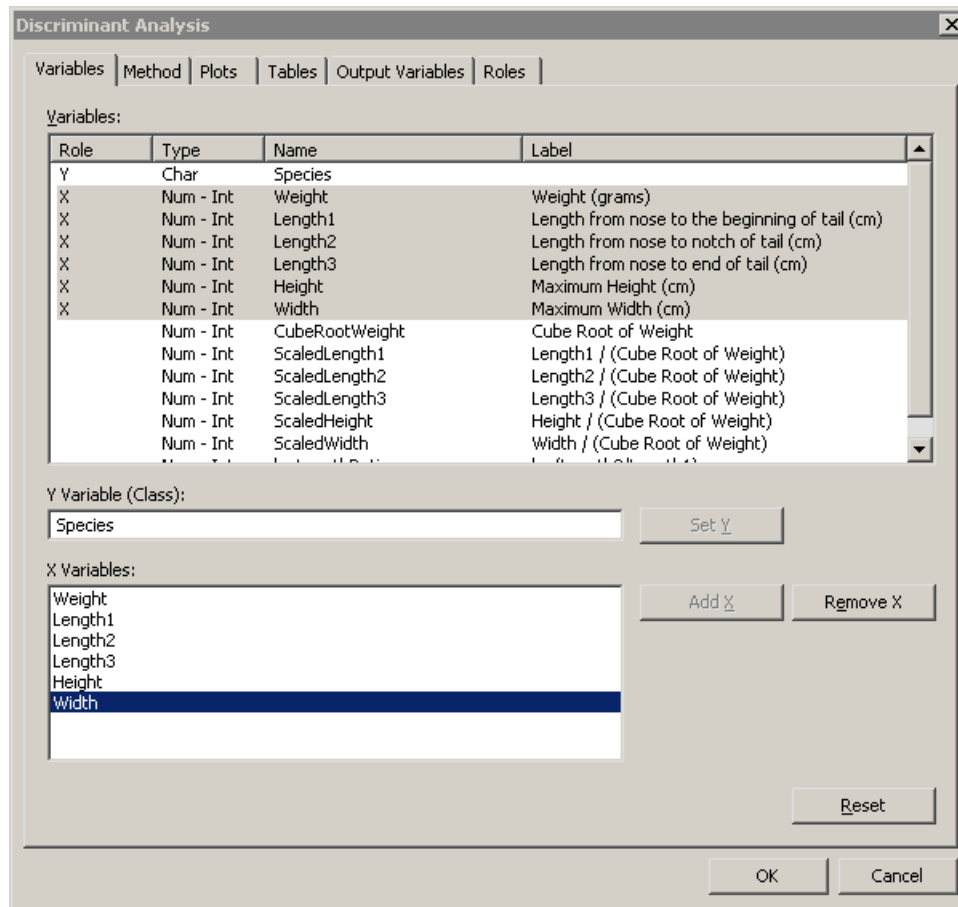 Discriminant Analysis
Variables Method Plots Tables Output Variables Roles
Variables:
Role Type Name Label
Y Char Species
X Num - Int Weight Weight (grams)
X Num - Int Length1 Length from nose to the beginning of tail (cm)
X Num - Int Length2 Length from nose to notch of tail (cm)
X Num - Int Length3 Length from nose to end of tail (cm)
X Num - Int Height Maximum Height (cm)
X Num - Int Width Maximum Width (cm)
Num - Int CubeRootWeight Cube Root of Weight
Num - Int ScaledLength1 Length1 / (Cube Root of Weight)
Num - Int ScaledLength2 Length2 / (Cube Root of Weight)
Num - Int ScaledLength3 Length3 / (Cube Root of Weight)
Num - Int ScaledHeight Height / (Cube Root of Weight)
Num - Int ScaledWidth Width / (Cube Root of Weight)
Y Variable (Class):
Species Set Y
X Variables:
Weight Add X Remove X
Length1
Length2
Length3
Height
Width
Reset
OK Cancel